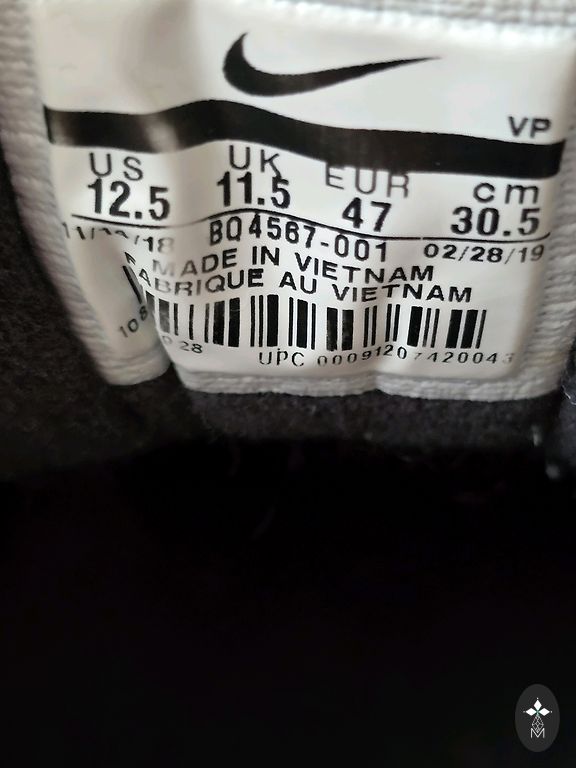 VP
US UK EUR cm
12.5 11.5 47 30.5
BQ4567-001 02/28/19
MADE IN VIETNAM
FABRIQUE AU VIETNAM
28
UPC